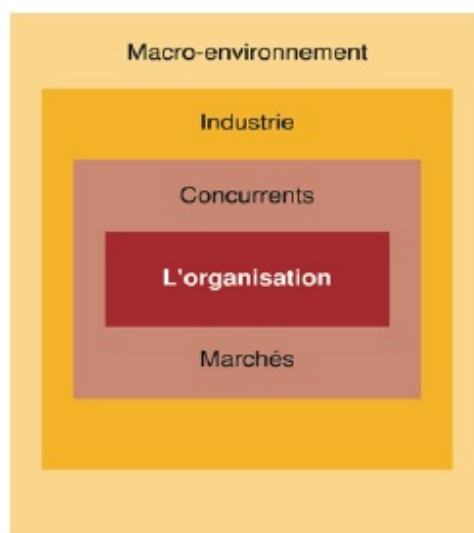 Macro-environnement
Industrie
Concurrents
L'organisation
Marchés